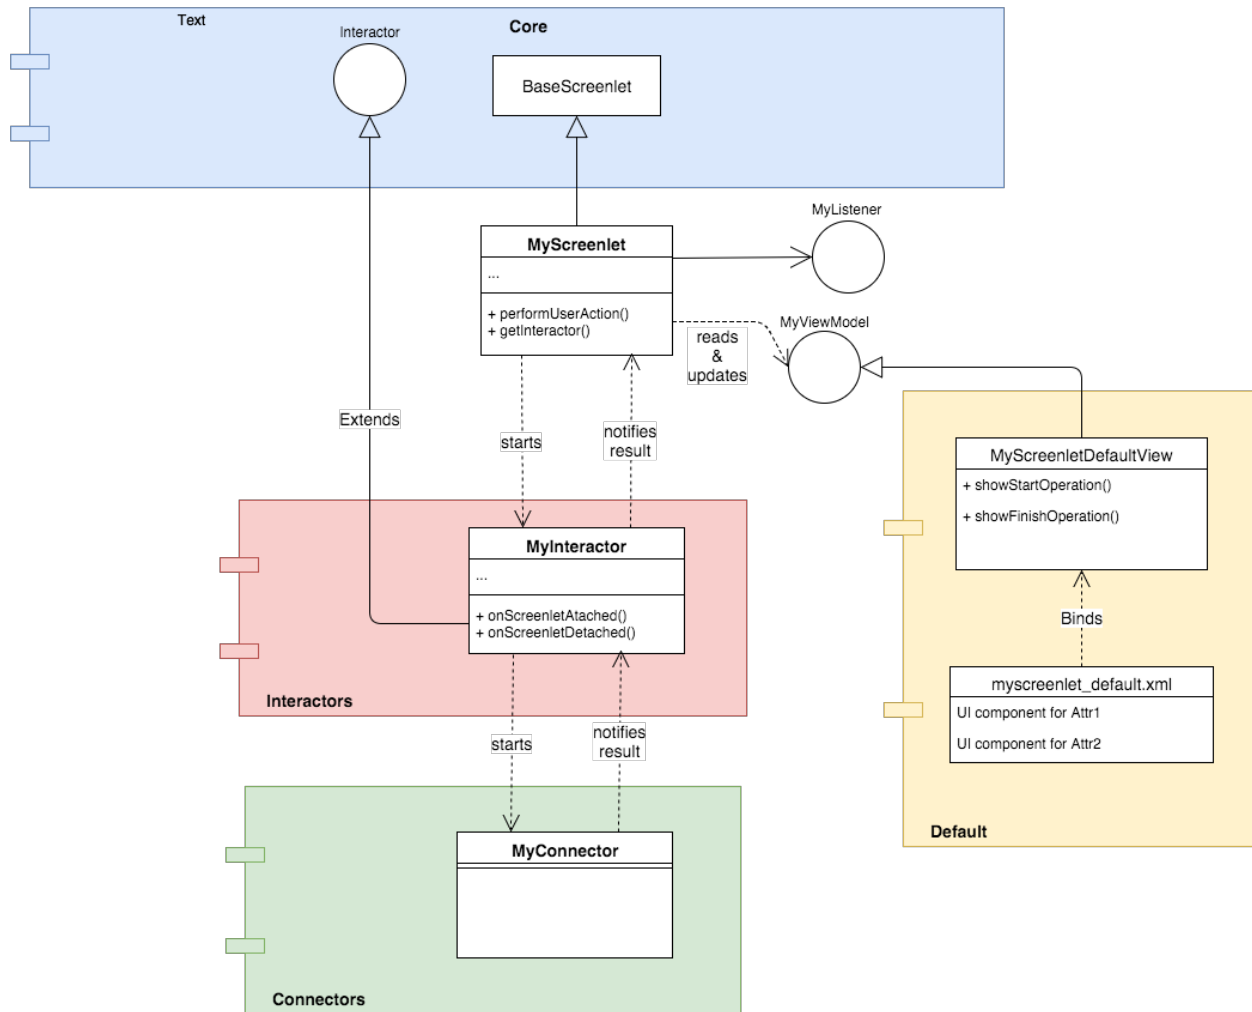 Text
Core
Interactor
BaseScreenlet
MyListener
MyScreenlet
...
+ performUserAction()
+ getInteractor()
MyViewModel
reads
&
updates
Extends
starts
notifies
result
MyScreenletDefaultView
+ showStartOperation()
+ showFinishOperation()
MyInteractor
...
+ onScreenletAtached()
+ onScreenletDetached()
Binds
Interactors
myscreenlet_default.xml
UI component for Attr1
UI component for Attr2
starts
notifies
result
Default
MyConnector
Connectors